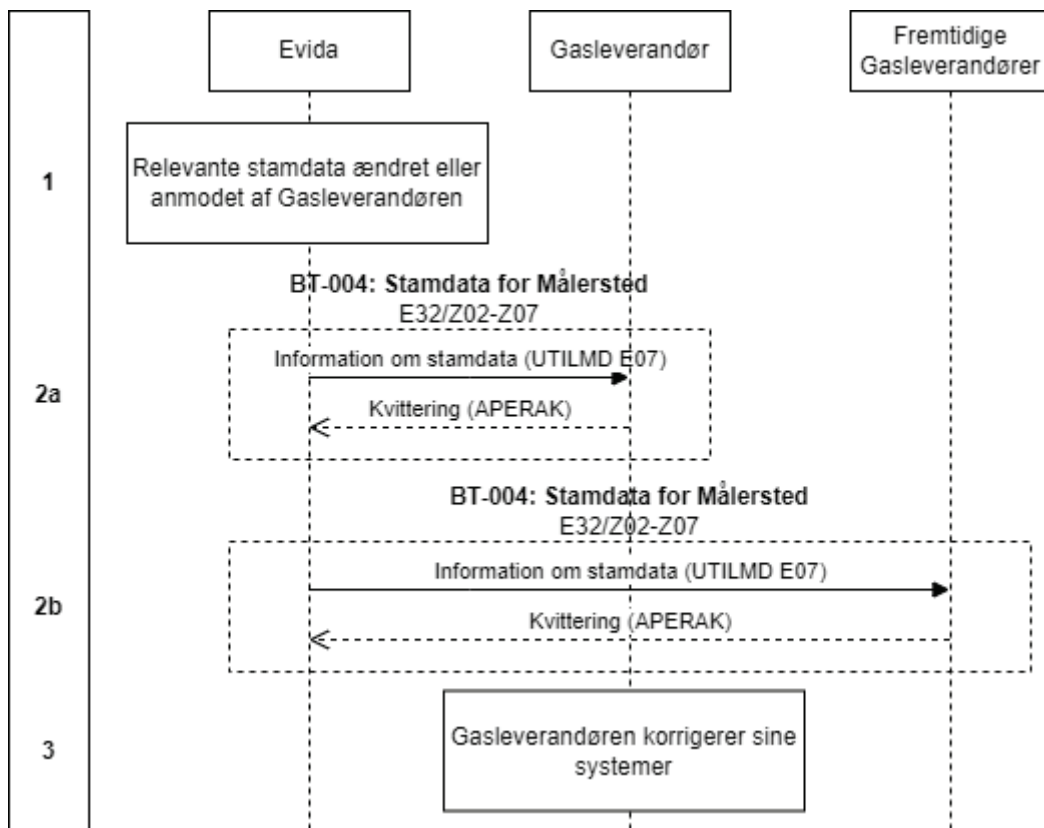 Evida
Gasleverandør
Fremtidige
Gasleverandører
1
Relevante stamdata ændret eller
anmodet af Gasleverandøren
BT-004: Stamdata for Målersted
E32/Z02-Z07
2a
Information om stamdata (UTILMD E07)
Kvittering (APERAK)
BT-004: Stamdata for Målersted
E32/Z02-Z07
2b
Information om stamdata (UTILMD E07)
Kvittering (APERAK)
3
Gasleverandøren korrigerer sine
systemer